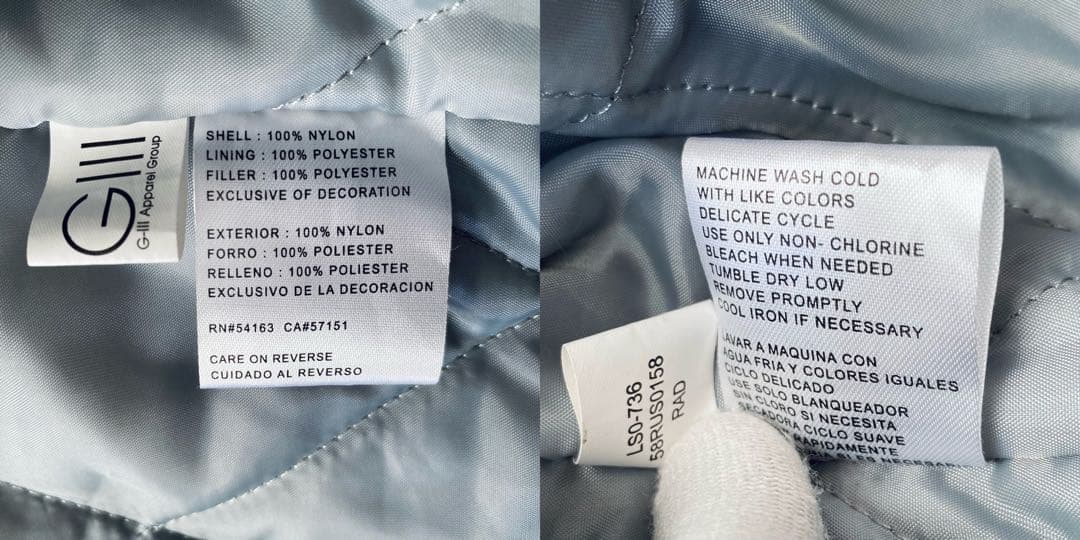 GIII
G-III Apparel Group
SHELL : 100% NYLON
LINING : 100% POLYESTER
FILLER : 100% POLYESTER
EXCLUSIVE OF DECORATION
EXTERIOR : 100% NYLON
FORRO : 100% POLIESTER
RELLENO : 100% POLIESTER
EXCLUSIVO DE LA DECORACION
RN#54163 CA#57151
CARE ON REVERSE
CUIDADO AL REVERSO
MACHINE WASH COLD
WITH LIKE COLORS
DELICATE CYCLE
USE ONLY NON- CHLORINE
BLEACH WHEN NEEDED
TUMBLE DRY LOW
REMOVE PROMPTLY
COOL IRON IF NECESSARY
LAVAR A MAQUINA CON
AGUA FRIA Y COLORES IGUALES
CICLO DELICADO
USE SOLO BLANQUEADOR
SIN CLORO SI NECESITA
SECADORA CICLO SUAVE
RAPIDAMENTE
LS0-736
58RUS0158
RAD